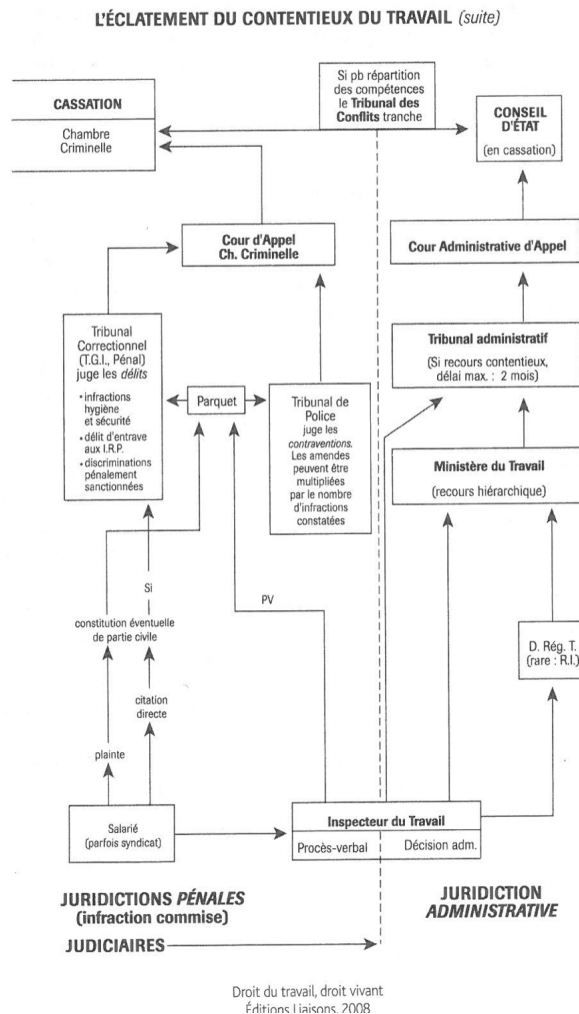 L'ÉCLATEMENT DU CONTENTIEUX DU TRAVAIL (suite)
Si pb répartition
des compétences
le Tribunal des
Conflits tranche
CASSATION
Chambre
Criminelle
CONSEIL
D'ÉTAT
(en cassation)
Cour d'Appel
Ch. Criminelle
Cour Administrative d'Appel
Tribunal
Correctionnel
(T.G.I., Pénal)
juge les délits
• infractions
hygiène
et sécurité
• délit d'entrave
aux I.R.P.
• discriminations
pénalement
sanctionnées
Parquet
Tribunal de
Police
juge les
contraventions.
Les amendes
peuvent être
multipliées
par le nombre
d'infractions
constatées
Tribunal administratif
(Si recours contentieux,
délai max. : 2 mois)
Ministère du Travail
(recours hiérarchique)
Si
PV
constitution éventuelle
de partie civile
D. Rég. T.
(rare : R.I.)
citation
directe
plainte
Salarié
(parfois syndicat)
Inspecteur du Travail
Procès-verbal
Décision adm.
JURIDICTIONS PÉNALES
(infraction commise)
JURIDICTION
ADMINISTRATIVE
JUDICIAIRES
Droit du travail, droit vivant
Éditions Liaisons, 2008